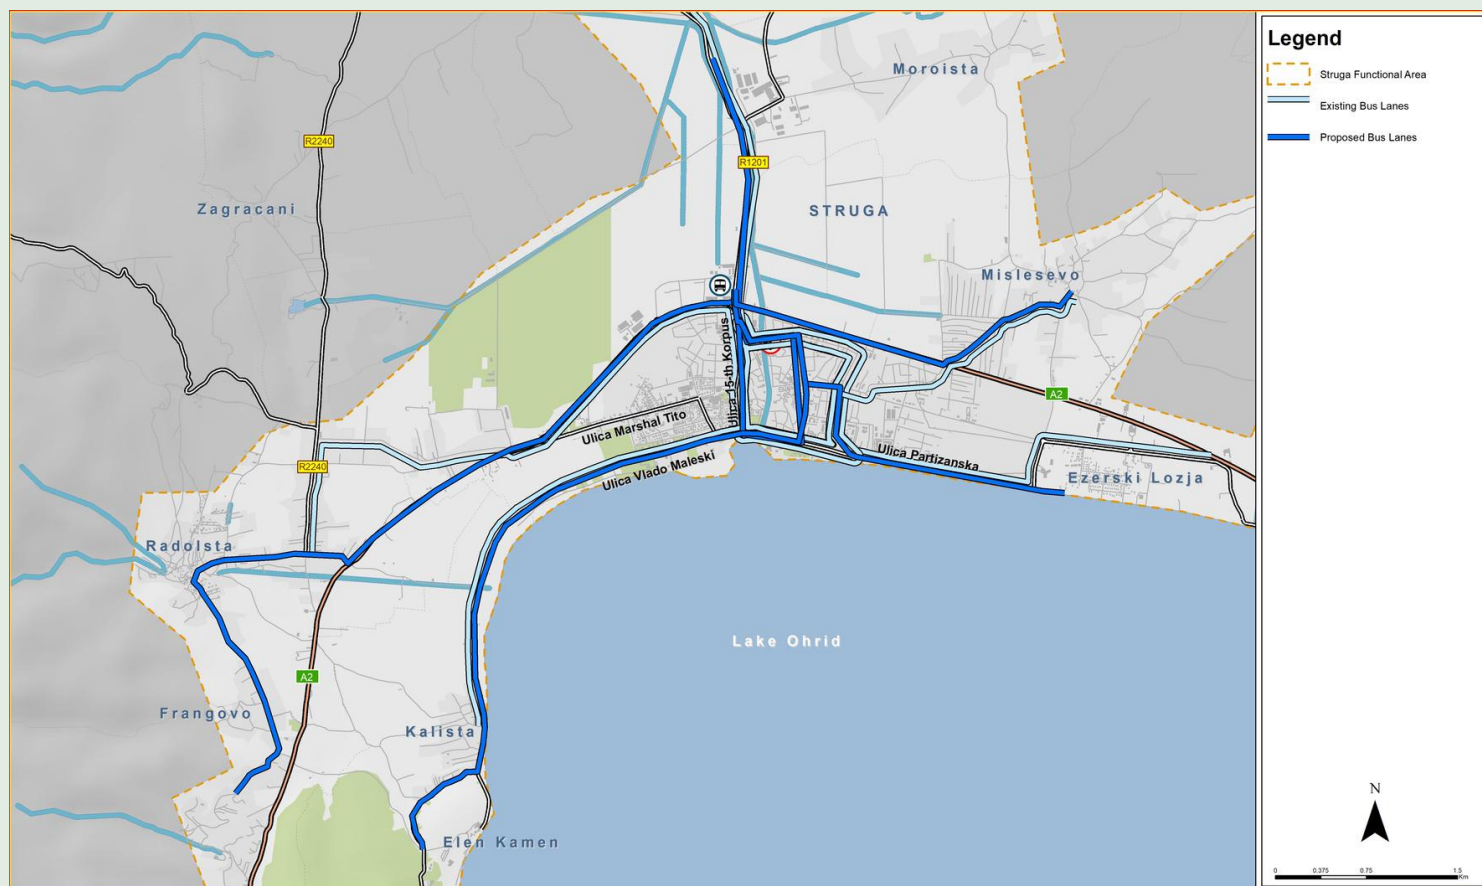 Legend
Struga Functional Area
Existing Bus Lanes
Proposed Bus Lanes
Moroista
R2240
R1201
Zagracani
STRUGA
Mislesevo
Ulica 15-th Korpus
A2
Ulica Marshal Tito
Ulica Partizanska
R2240
Ulica Vlado Maleski
Ezerski Lozja
Radolsta
Lake Ohrid
A2
Frangovo
Kalista
Elen Kamen
N
0 0.375 0.75 1.5
Km